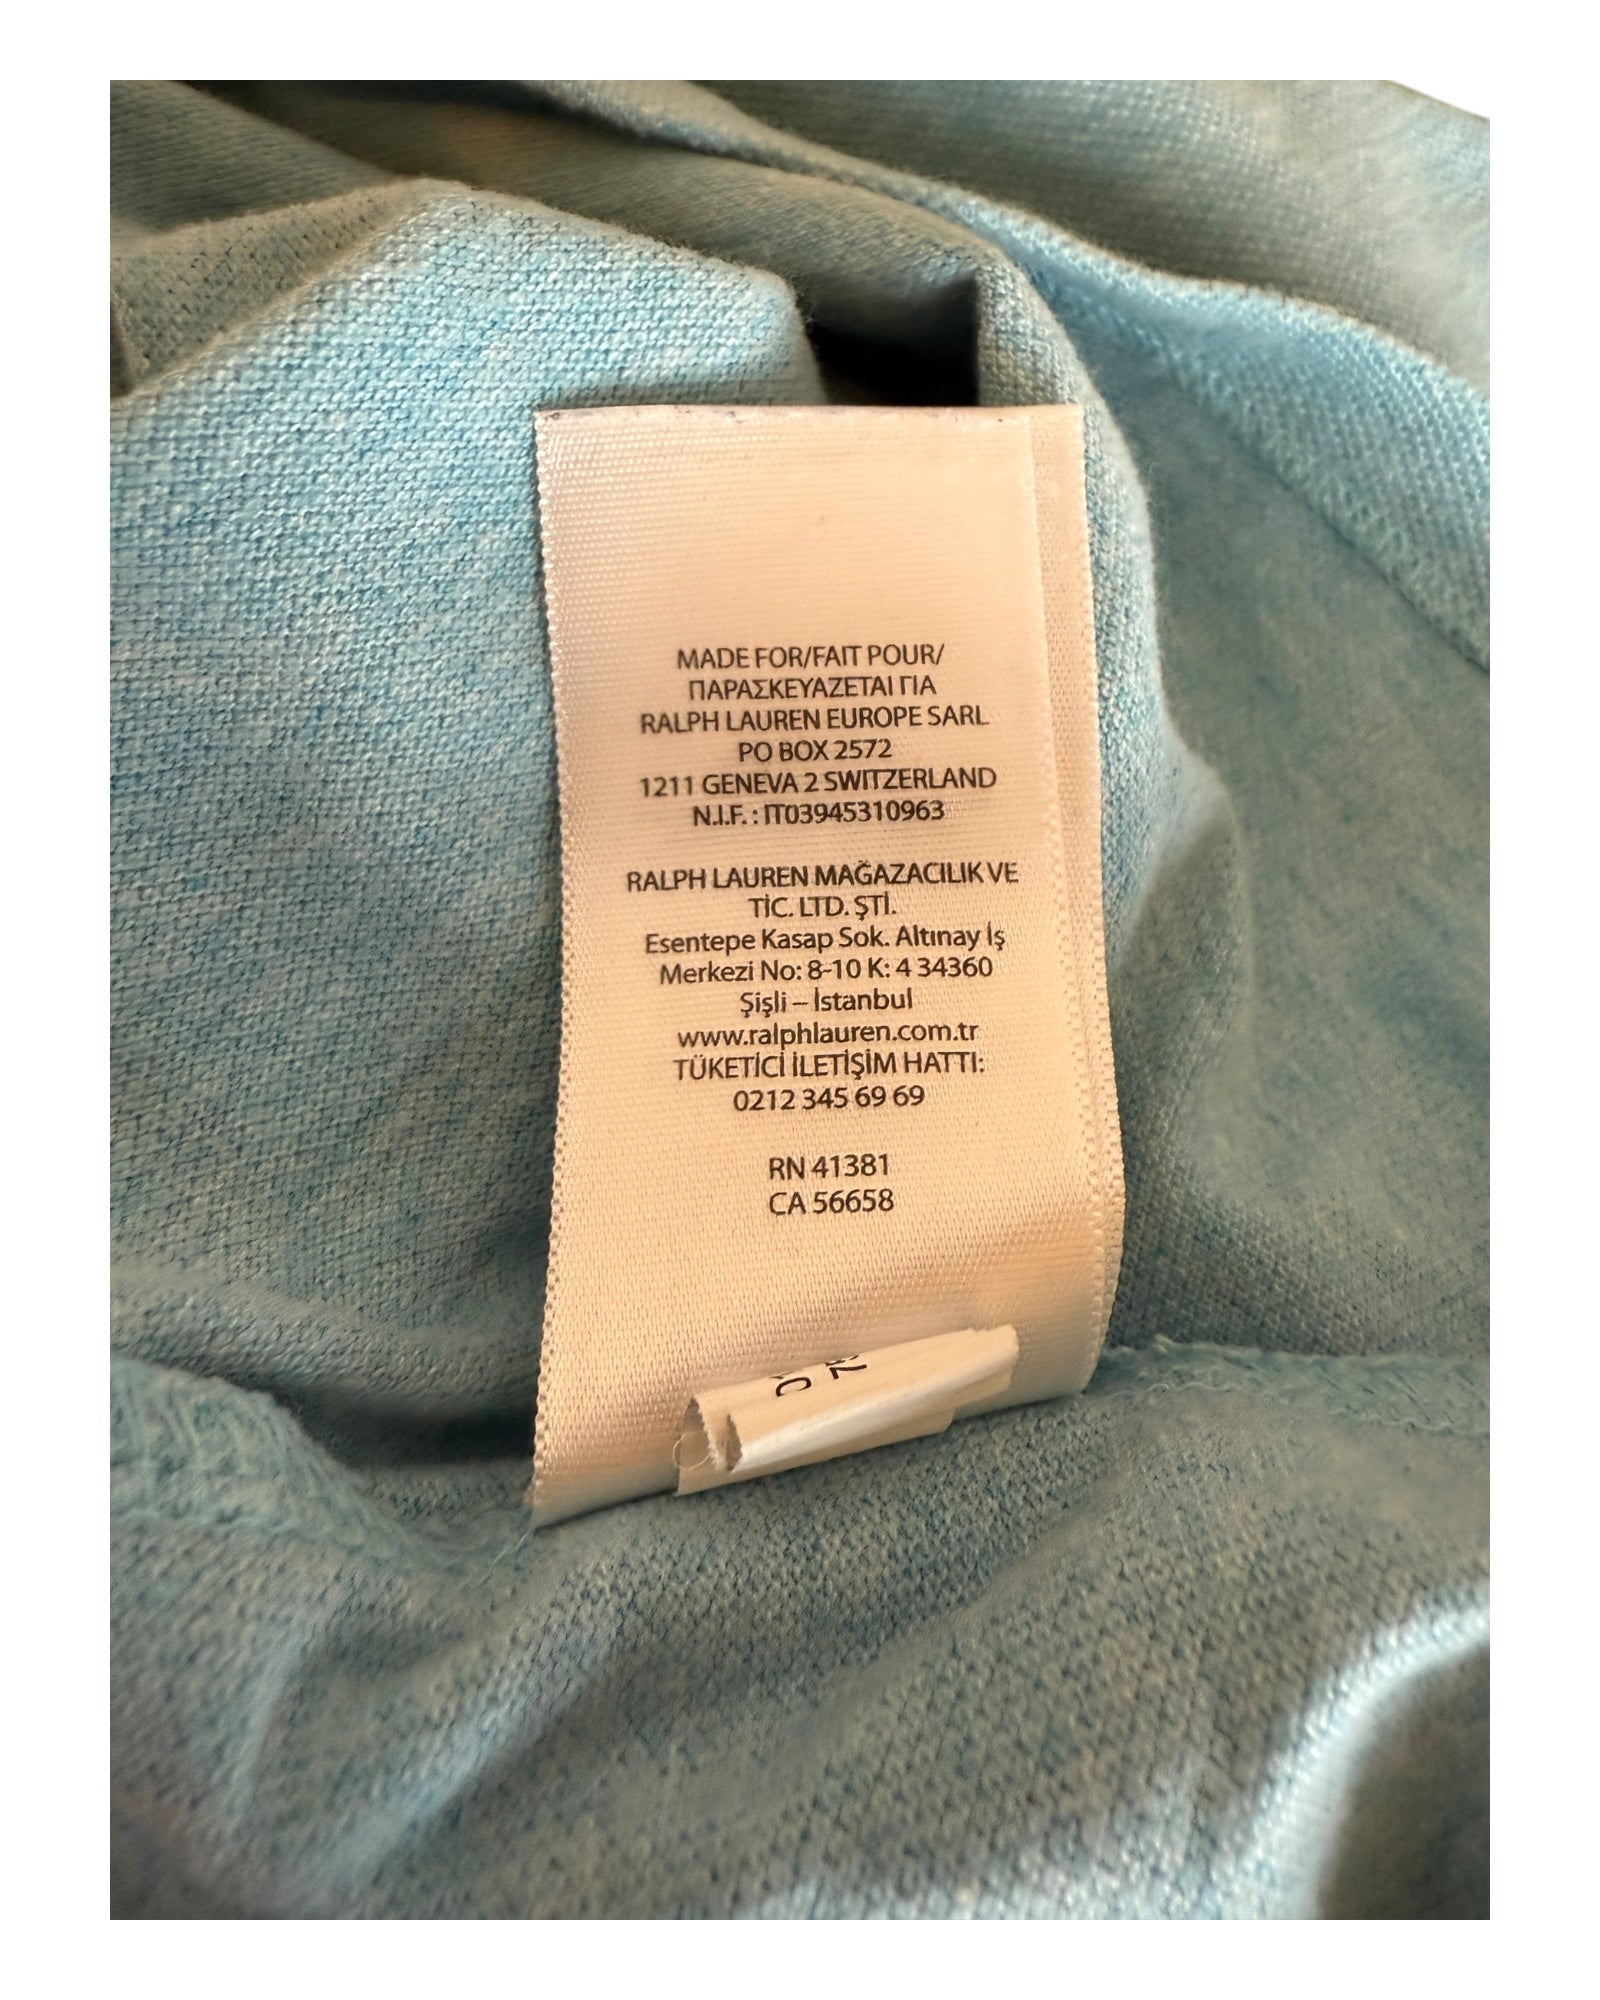 MADE FOR/FAIT POUR/
ΠΑΡΑΣΚΕΥΑΖΕΤΑΙ ΓΙΑ
RALPH LAUREN EUROPE SARL
PO BOX 2572
1211 GENEVA 2 SWITZERLAND
N.I.F. : IT03945310963
RALPH LAUREN MAĞAZACILIK VE
TİC. LTD. ŞTİ.
Esentepe Kasap Sok. Altınay İş
Merkezi No: 8-10 K: 4 34360
Şişli – İstanbul
www.ralphlauren.com.tr
TÜKETİCİ İLETİŞİM HATTI:
0212 345 69 69
RN 41381
CA 56658